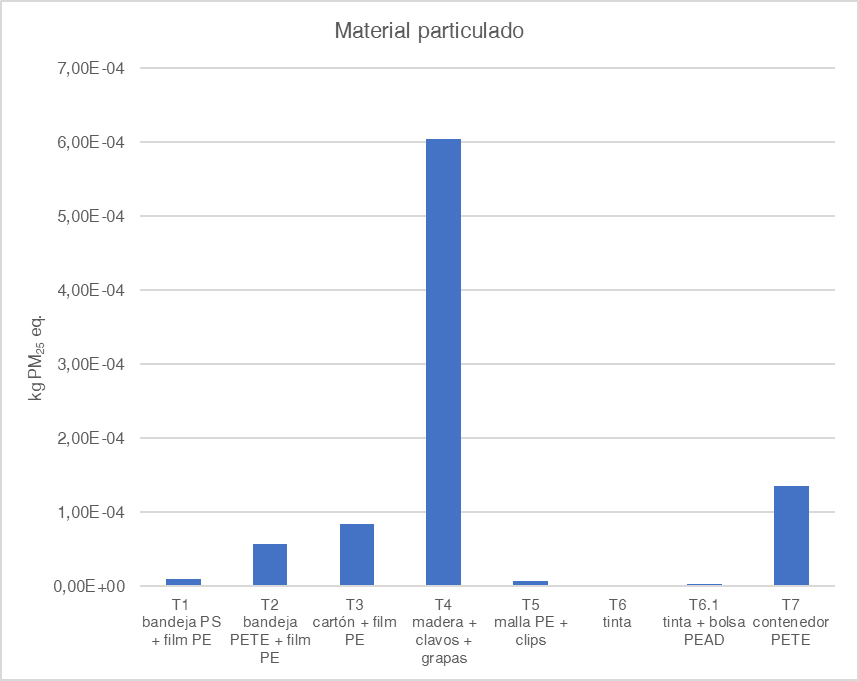 Material particulado
7,00E-04
6,00E-04
5,00E-04
4,00E-04
3,00E-04
2,00E-04
1,00E-04
0,00E+00
kg PM₂₅ eq.
T1
bandeja PS
+ film PE
T2
bandeja
PETE + film
PE
T3
cartón + film
PE
T4
madera +
clavos +
grapas
T5
malla PE +
clips
T6
tinta
T6.1
tinta + bolsa
PEAD
T7
contenedor
PETE